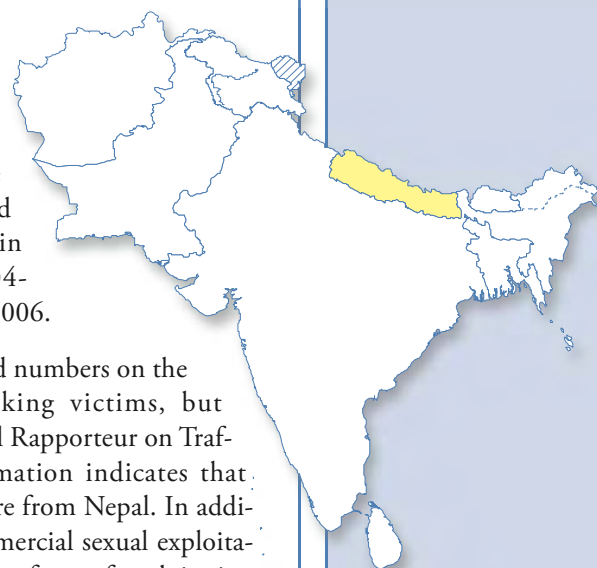 in
4-
006.
d numbers on the
king victims, but
l Rapporteur on Traf-
mation indicates that
re from Nepal. In addi-
mercial sexual exploita-